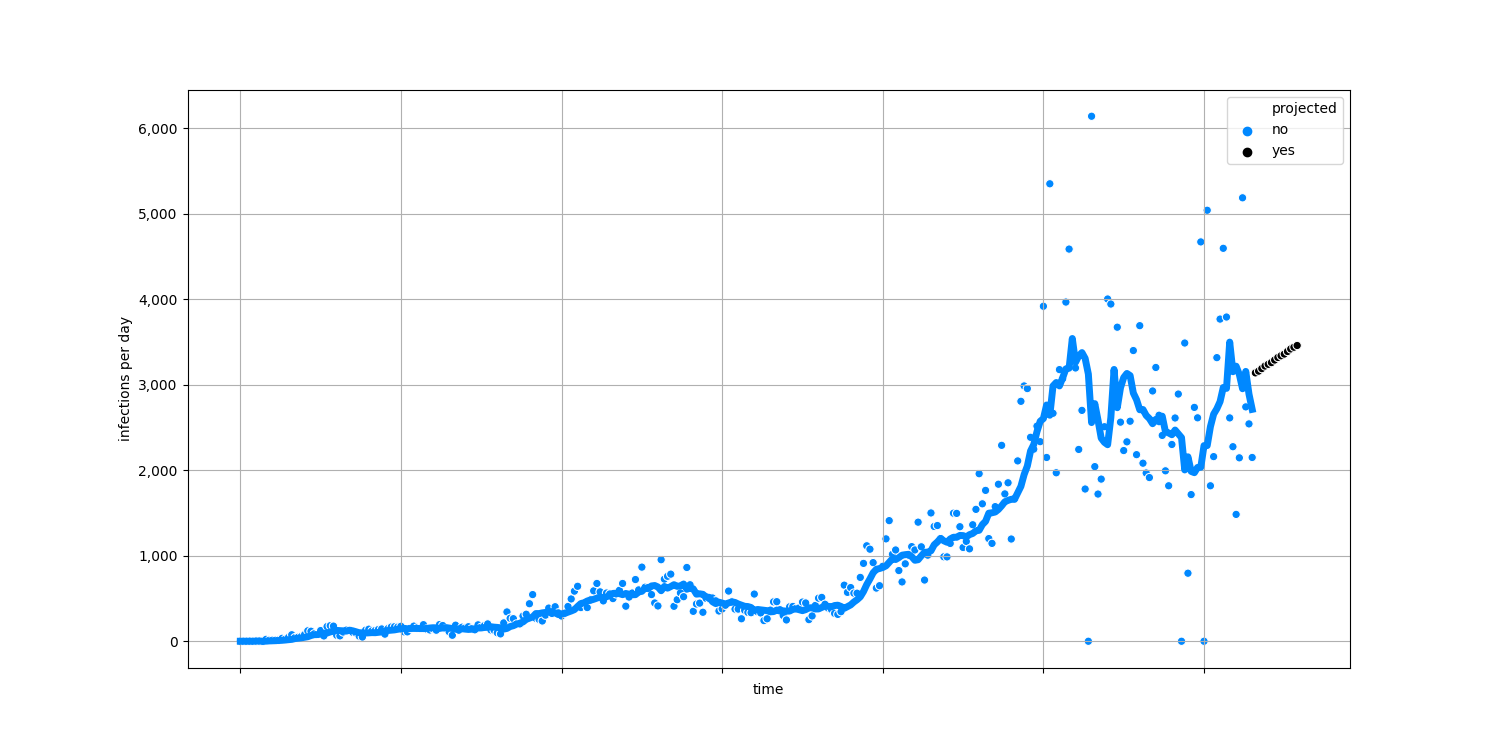 projected
no
yes
6,000
5,000
4,000
3,000
2,000
1,000
0
infections per day
time